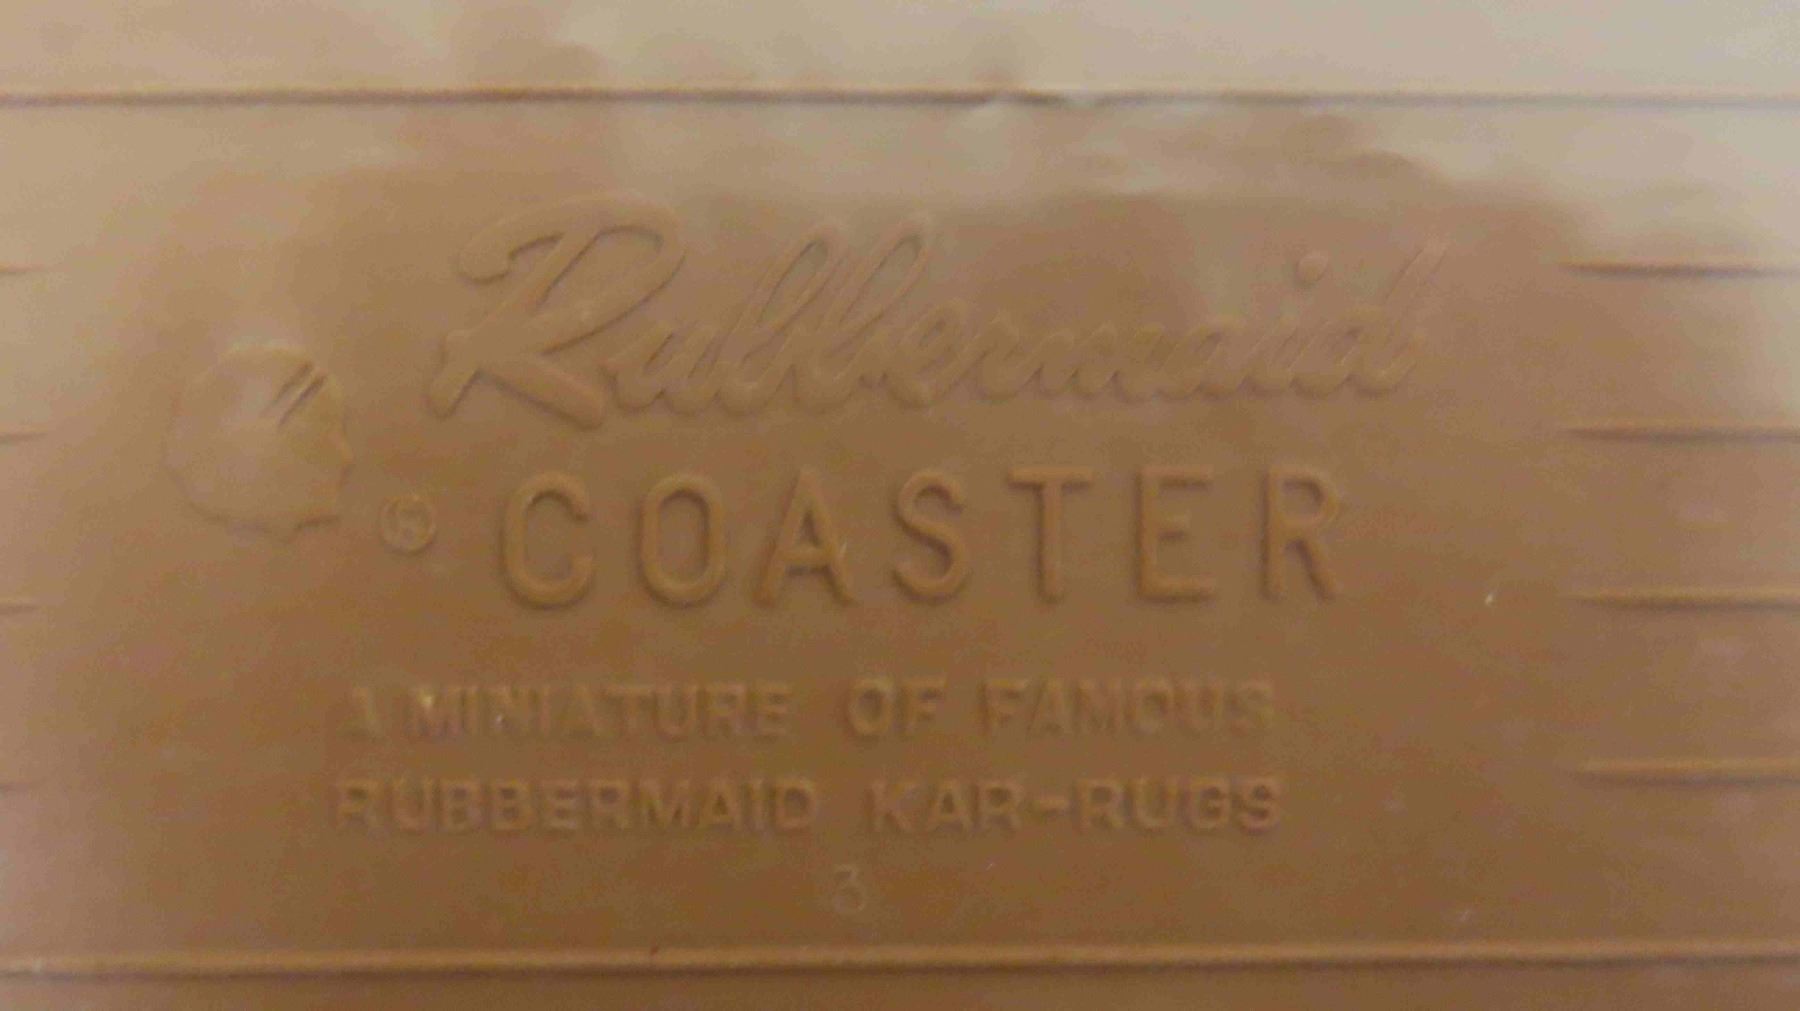 Rubbermaid
® COASTER
A MINIATURE OF FAMOUS
RUBBERMAID KAR-RUGS
3